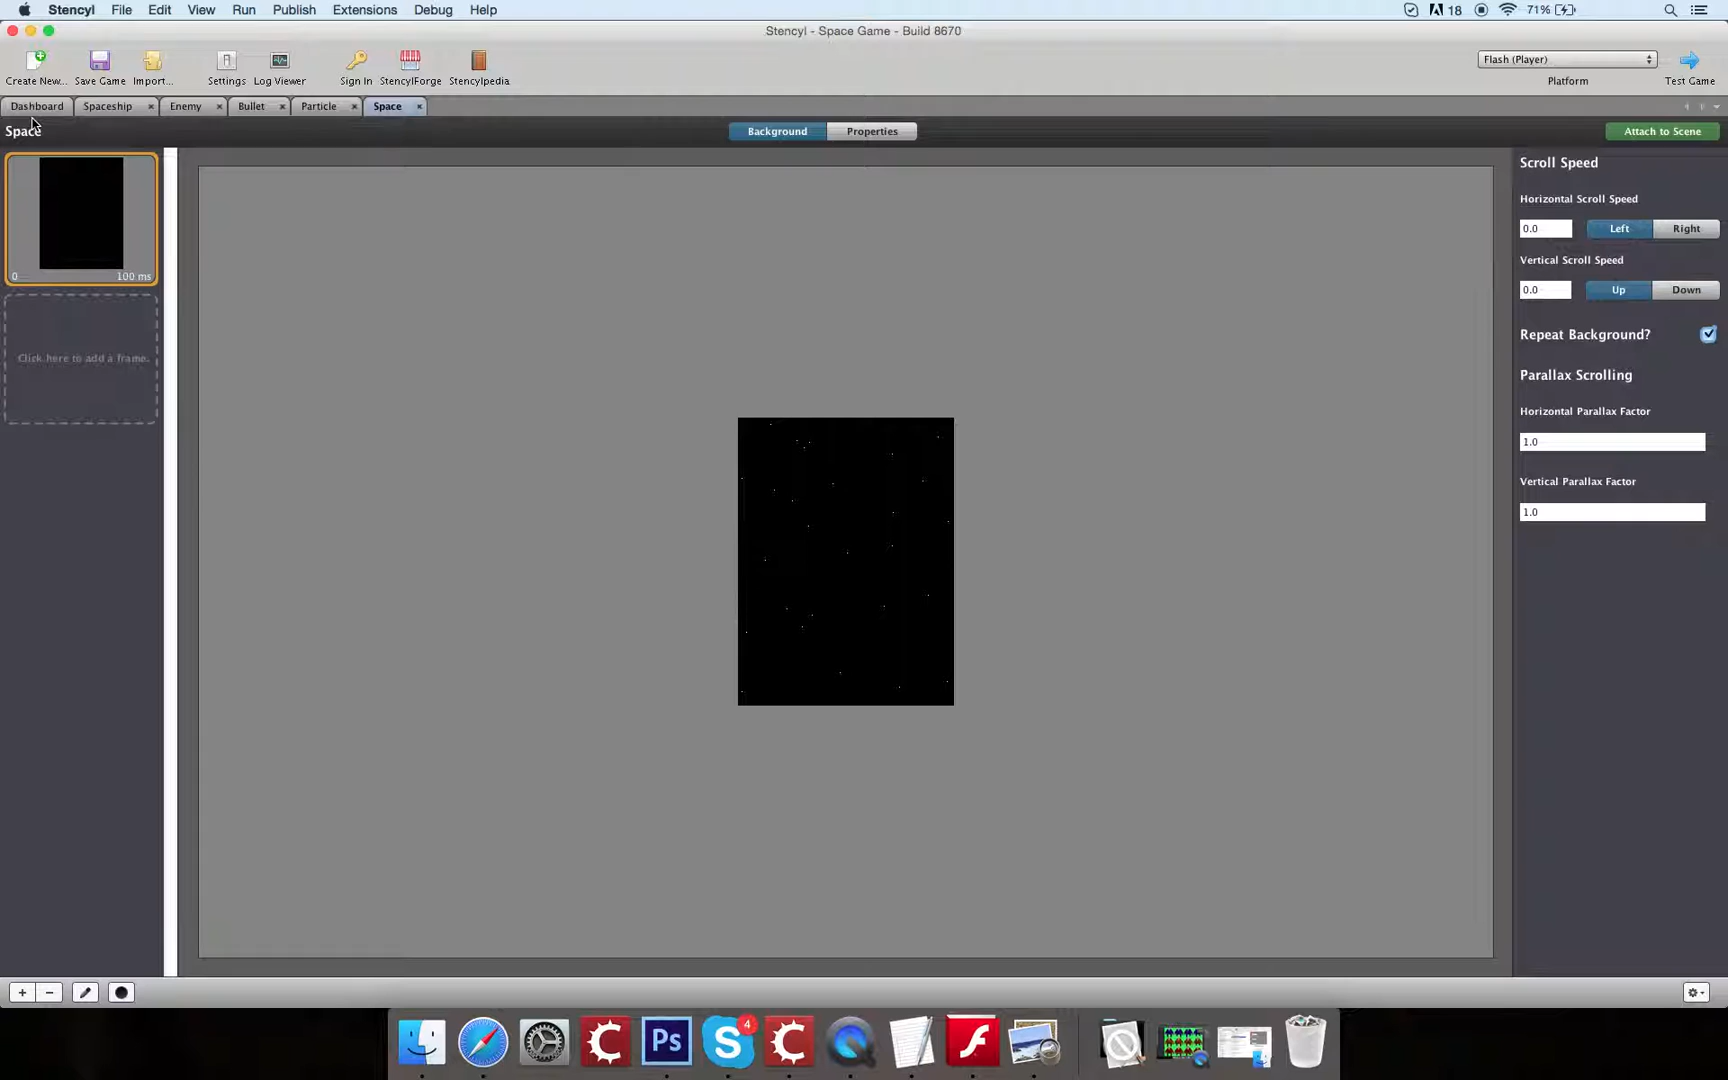 Stencyl File Edit View Run Publish Extensions Debug Help 18 71%
Stencyl - Space Game - Build 8670
Create New... Save Game Import... Settings Log Viewer Sign In StencylForge Stencylpedia Flash (Player) Platform Test Game
Dashboard Spaceship Enemy Bullet Particle Space
Space Background Properties Attach to Scene
0 100 ms
Click here to add a frame.
Scroll Speed
Horizontal Scroll Speed
0.0 Left Right
Vertical Scroll Speed
0.0 Up Down
Repeat Background?
Parallax Scrolling
Horizontal Parallax Factor
1.0
Vertical Parallax Factor
1.0
Ps 4